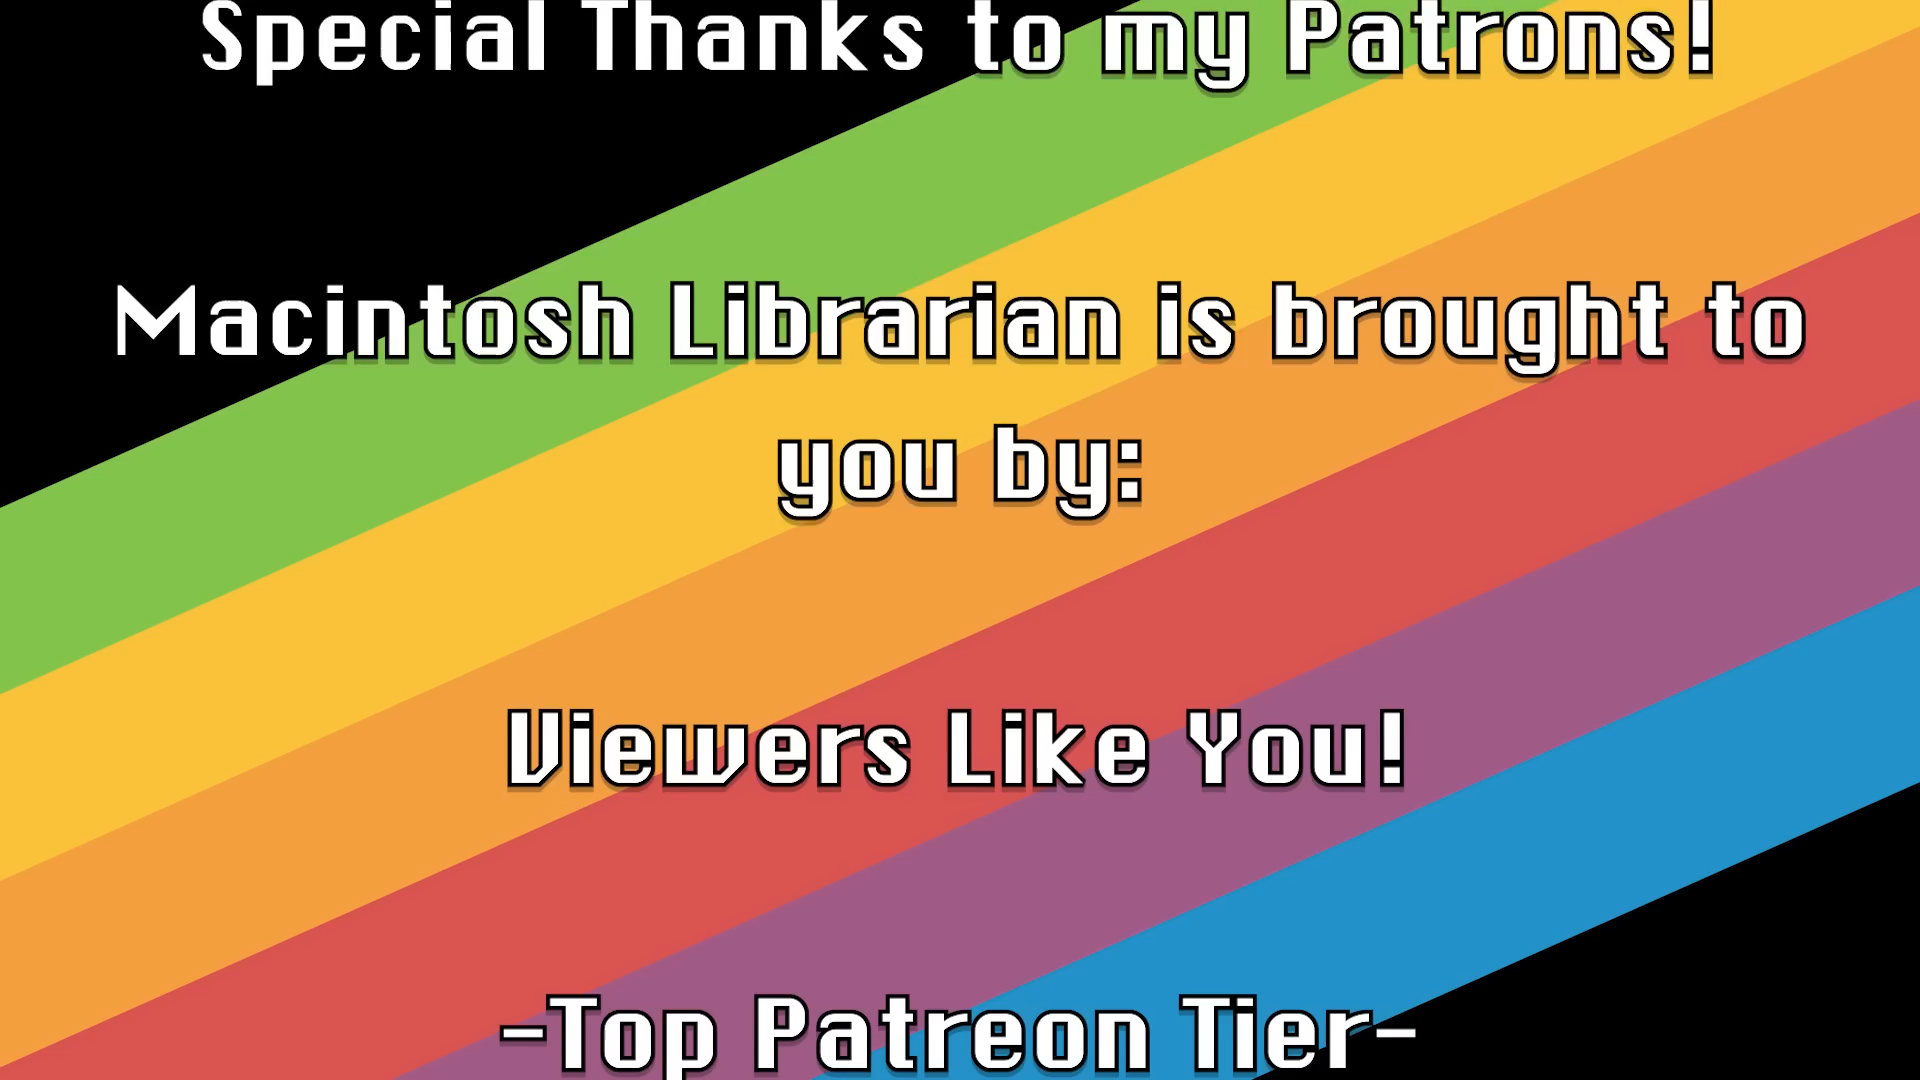 Special Thanks to my Patrons!
Macintosh Librarian is brought to
you by:
Viewers Like You!
-Top Patreon Tier-